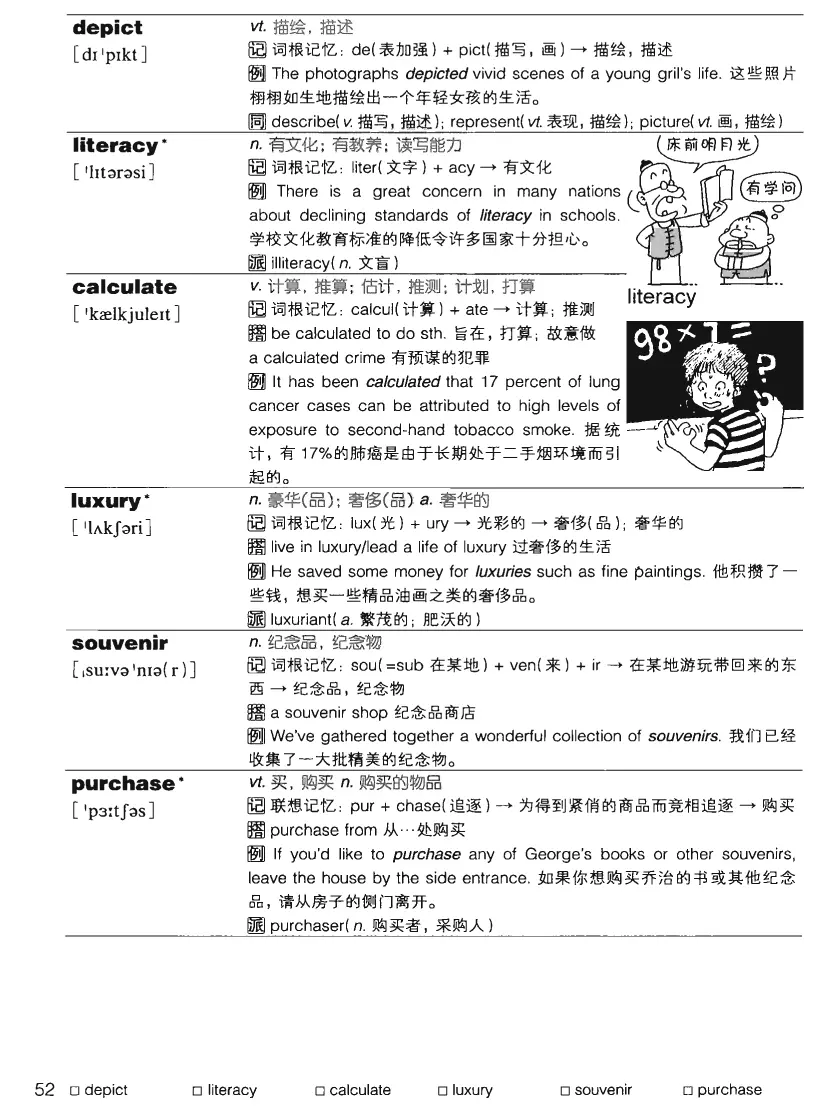 depict vt. 描绘, 描述
[dɪˈpɪkt] 记 词根记忆: de(表加强) + pict(描写, 画) → 描绘, 描述
例 The photographs depicted vivid scenes of a young gril's life. 这些照片
栩栩如生地描绘出一个年轻女孩的生活。
同 describe(v. 描写, 描述); represent(vt. 表现, 描绘); picture(vt. 画, 描绘)
literacy* n. 有文化; 有教养; 读写能力
[ˈlɪtərəsi] 记 词根记忆: liter(文字) + acy → 有文化
例 There is a great concern in many nations
about declining standards of literacy in schools.
学校文化教育标准的降低令许多国家十分担心。
派 illiteracy(n. 文盲)
床前明月光
有学问
literacy
calculate v. 计算, 推算; 估计, 推测; 计划, 打算
[ˈkælkjuleɪt] 记 词根记忆: calcul(计算) + ate → 计算; 推测
搭 be calculated to do sth. 旨在, 打算; 故意做
a calculated crime 有预谋的犯罪
例 It has been calculated that 17 percent of lung
cancer cases can be attributed to high levels of
exposure to second-hand tobacco smoke. 据统
计, 有 17%的肺癌是由于长期处于二手烟环境而引
起的。
98×7=
?
luxury* n. 豪华(品); 奢侈(品) a. 奢华的
[ˈlʌkʃəri] 记 词根记忆: lux(光) + ury → 光彩的 → 奢侈(品); 奢华的
搭 live in luxury/lead a life of luxury 过奢侈的生活
例 He saved some money for luxuries such as fine paintings. 他积攒了一
些钱, 想买一些精品油画之类的奢侈品。
派 luxuriant(a. 繁茂的; 肥沃的)
souvenir n. 纪念品, 纪念物
[ˌsuːvəˈnɪə(r)] 记 词根记忆: sou(=sub 在某地) + ven(来) + ir → 在某地游玩带回来的东
西 → 纪念品, 纪念物
搭 a souvenir shop 纪念品商店
例 We've gathered together a wonderful collection of souvenirs. 我们已经
收集了一大批精美的纪念物。
purchase* vt. 买, 购买 n. 购买的物品
[ˈpɜːtʃəs] 记 联想记忆: pur + chase(追逐) → 为得到紧俏的商品而竞相追逐 → 购买
搭 purchase from 从…处购买
例 If you'd like to purchase any of George's books or other souvenirs,
leave the house by the side entrance. 如果你想购买乔治的书或其他纪念
品, 请从房子的侧门离开。
派 purchaser(n. 购买者, 采购人)
52 □ depict □ literacy □ calculate □ luxury □ souvenir □ purchase